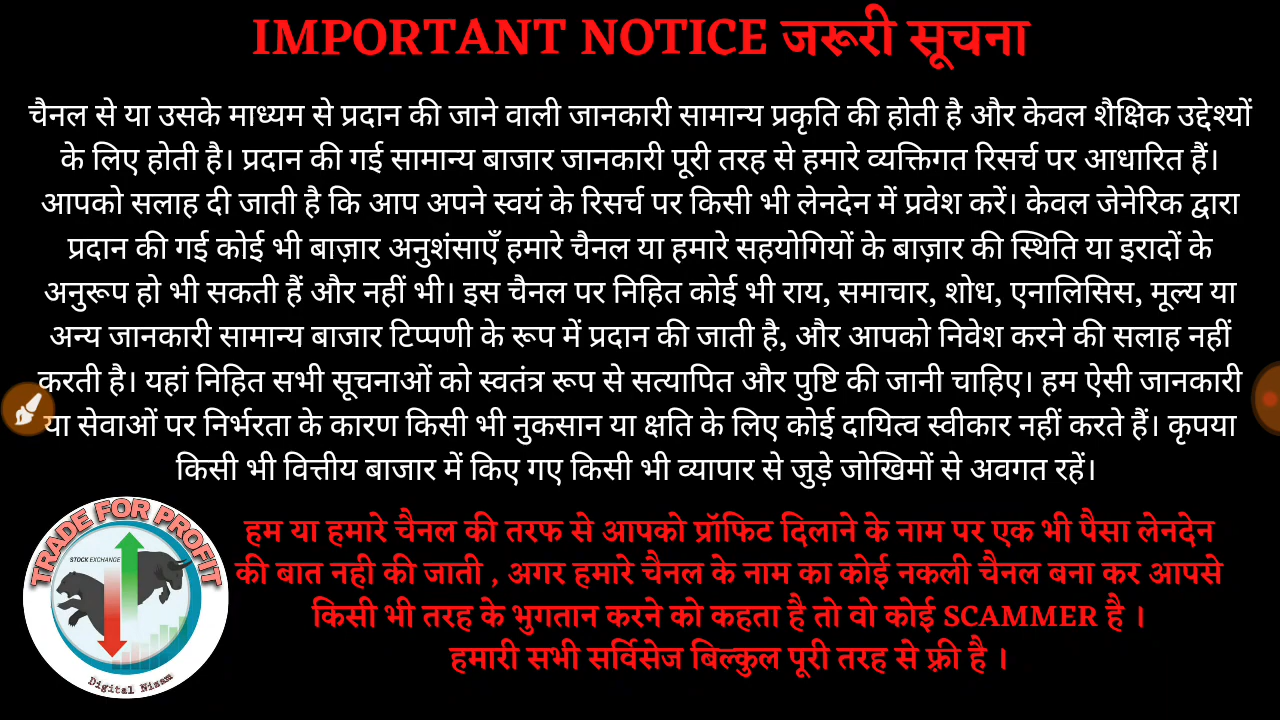 IMPORTANT NOTICE जरूरी सूचना
चैनल से या उसके माध्यम से प्रदान की जाने वाली जानकारी सामान्य प्रकृति की होती है और केवल शैक्षिक उद्देश्यों
के लिए होती है। प्रदान की गई सामान्य बाजार जानकारी पूरी तरह से हमारे व्यक्तिगत रिसर्च पर आधारित हैं।
आपको सलाह दी जाती है कि आप अपने स्वयं के रिसर्च पर किसी भी लेनदेन में प्रवेश करें। केवल जेनेरिक द्वारा
प्रदान की गई कोई भी बाज़ार अनुशंसाएँ हमारे चैनल या हमारे सहयोगियों के बाज़ार की स्थिति या इरादों के
अनुरूप हो भी सकती हैं और नहीं भी। इस चैनल पर निहित कोई भी राय, समाचार, शोध, एनालिसिस, मूल्य या
अन्य जानकारी सामान्य बाजार टिप्पणी के रूप में प्रदान की जाती है, और आपको निवेश करने की सलाह नहीं
करती है। यहां निहित सभी सूचनाओं को स्वतंत्र रूप से सत्यापित और पुष्टि की जानी चाहिए। हम ऐसी जानकारी
या सेवाओं पर निर्भरता के कारण किसी भी नुकसान या क्षति के लिए कोई दायित्व स्वीकार नहीं करते हैं। कृपया
किसी भी वित्तीय बाजार में किए गए किसी भी व्यापार से जुड़े जोखिमों से अवगत रहें।
TRADE FOR PROFIT
STOCK EXCHANGE
Digital Nizam
हम या हमारे चैनल की तरफ से आपको प्रॉफिट दिलाने के नाम पर एक भी पैसा लेनदेन
की बात नही की जाती , अगर हमारे चैनल के नाम का कोई नकली चैनल बना कर आपसे
किसी भी तरह के भुगतान करने को कहता है तो वो कोई SCAMMER है ।
हमारी सभी सर्विसेज बिल्कुल पूरी तरह से फ़्री है ।